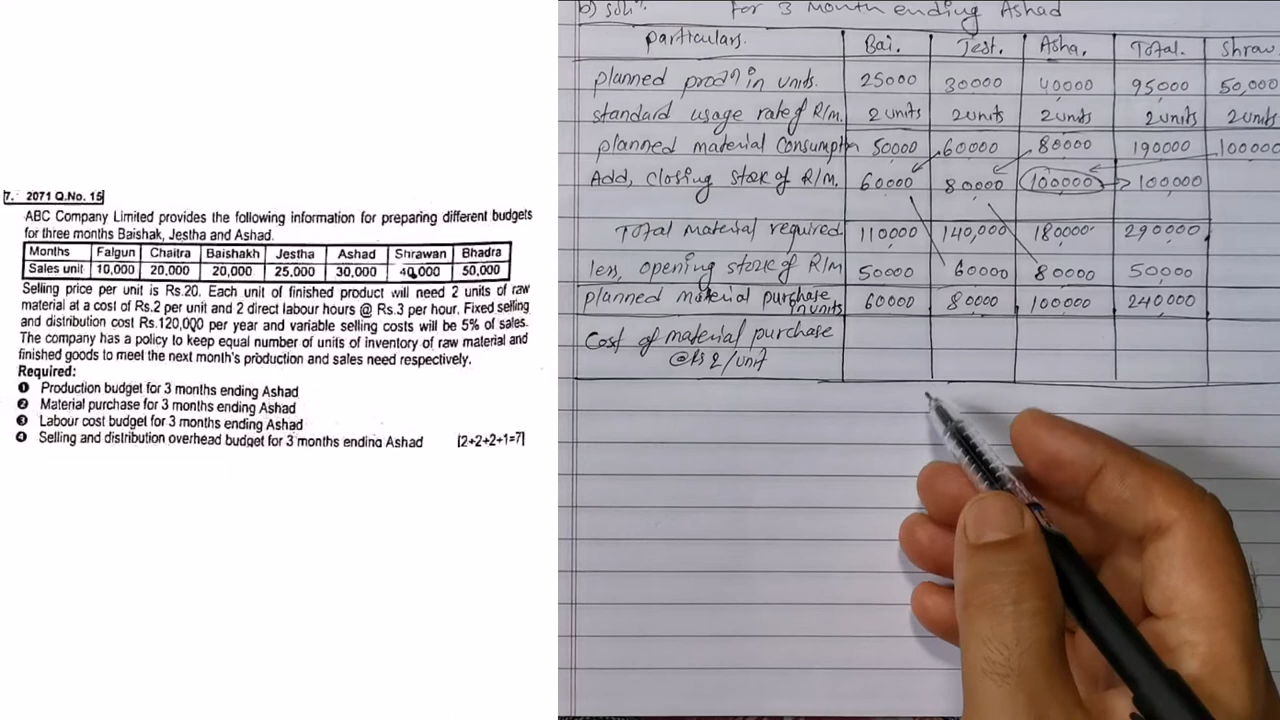 7. 2071 Q.No. 15
ABC Company Limited provides the following information for preparing different budgets
for three months Baishak, Jestha and Ashad.
Months Falgun Chaitra Baishakh Jestha Ashad Shrawan Bhadra
Sales unit 10,000 20,000 20,000 25,000 30,000 40,000 50,000
Selling price per unit is Rs.20. Each unit of finished product will need 2 units of raw
material at a cost of Rs.2 per unit and 2 direct labour hours @ Rs.3 per hour. Fixed selling
and distribution cost Rs.120,000 per year and variable selling costs will be 5% of sales.
The company has a policy to keep equal number of units of inventory of raw material and
finished goods to meet the next month's production and sales need respectively.
Required:
1 Production budget for 3 months ending Ashad
2 Material purchase for 3 months ending Ashad
3 Labour cost budget for 3 months ending Ashad
4 Selling and distribution overhead budget for 3 months ending Ashad [2+2+2+1=7]
b) Solⁿ. For 3 Month ending Ashad
particulars. Bai. Jest. Asha. Total. Shraw
planned prodⁿ in units. 25000 30000 40000 95000 50,000
standard usage rate of R/m. 2 units 2 units 2 units 2 units 2 units
planned material Consumptn 50000 60000 80000 190000 100000
Add, closing stock of R/m. 60000 80000 100000 100000
Total material required 110000 140,000 180000 290000
less, opening stock of R/m 50000 60000 80000 50000
planned material purchase in units 60000 80000 100000 240000
Cost of material purchase
@Rs 2/unit